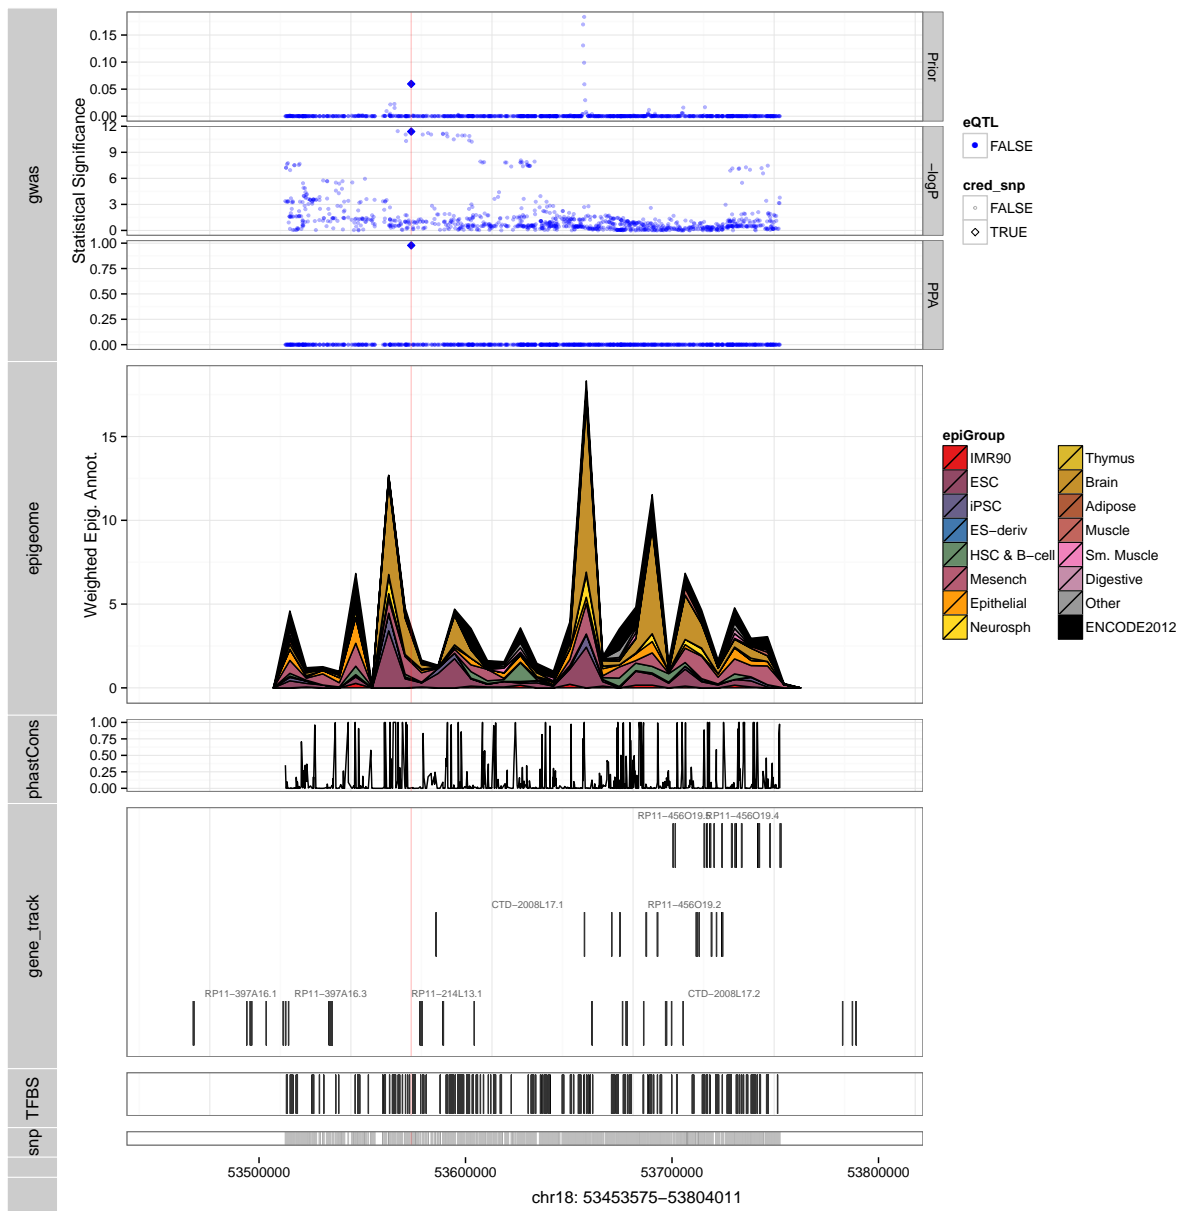 gwas
Statistical Significance
0.15
0.10
0.05
0.00
Prior
12
9
6
3
0
-logP
1.00
0.75
0.50
0.25
0.00
PPA
eQTL
FALSE
cred_snp
FALSE
TRUE
epigeome
Weighted Epig. Annot.
15
10
5
0
epiGroup
IMR90
ESC
iPSC
ES-deriv
HSC & B-cell
Mesench
Epithelial
Neurosph
Thymus
Brain
Adipose
Muscle
Sm. Muscle
Digestive
Other
ENCODE2012
phastCons
1.00
0.75
0.50
0.25
0.00
gene_track
RP11-456O19.5 RP11-456O19.4
CTD-2008L17.1 RP11-456O19.2
RP11-397A16.1 RP11-397A16.3 RP11-214L13.1 CTD-2008L17.2
TFBS
snp
53500000 53600000 53700000 53800000
chr18: 53453575-53804011